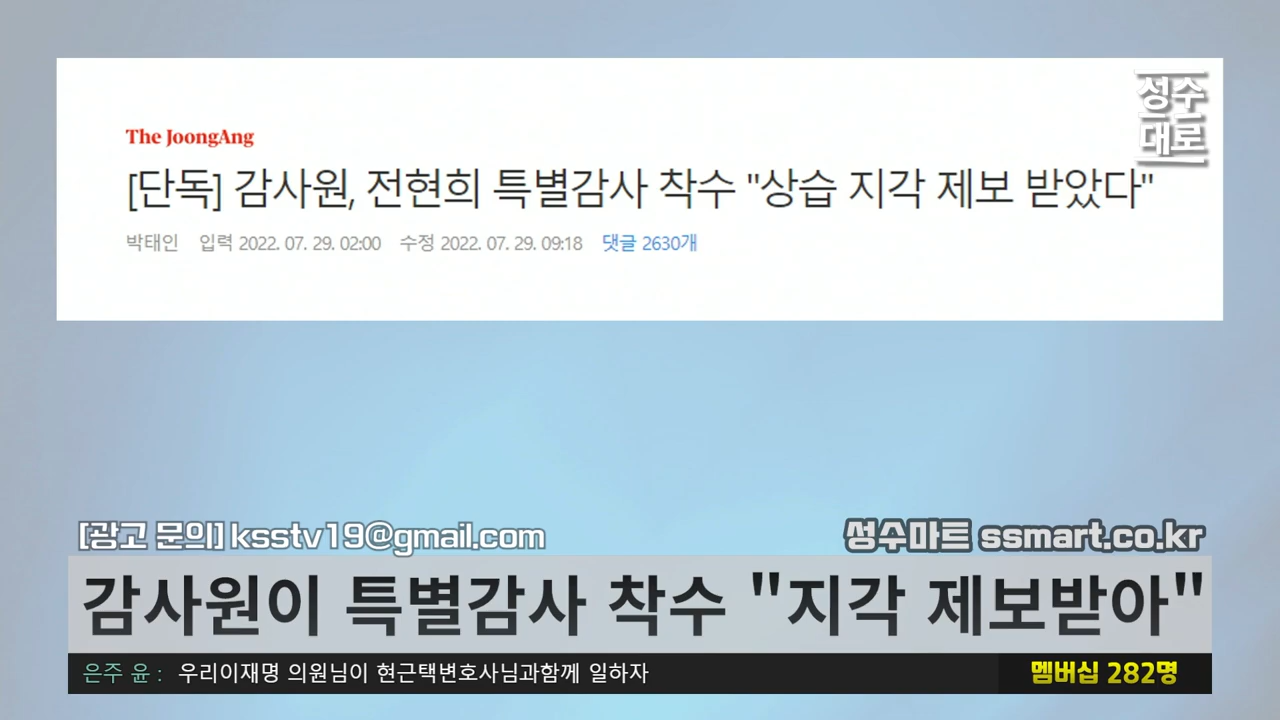 성수
대로
The JoongAng
[단독] 감사원, 전현희 특별감사 착수 "상습 지각 제보 받았다"
박태인 입력 2022. 07. 29. 02:00 수정 2022. 07. 29. 09:18 댓글 2630개
[광고 문의] ksstv19@gmail.com
성수마트 ssmart.co.kr
감사원이 특별감사 착수 "지각 제보받아"
은주 윤 : 우리이재명 의원님이 현근택변호사님과함께 일하자
멤버십 282명